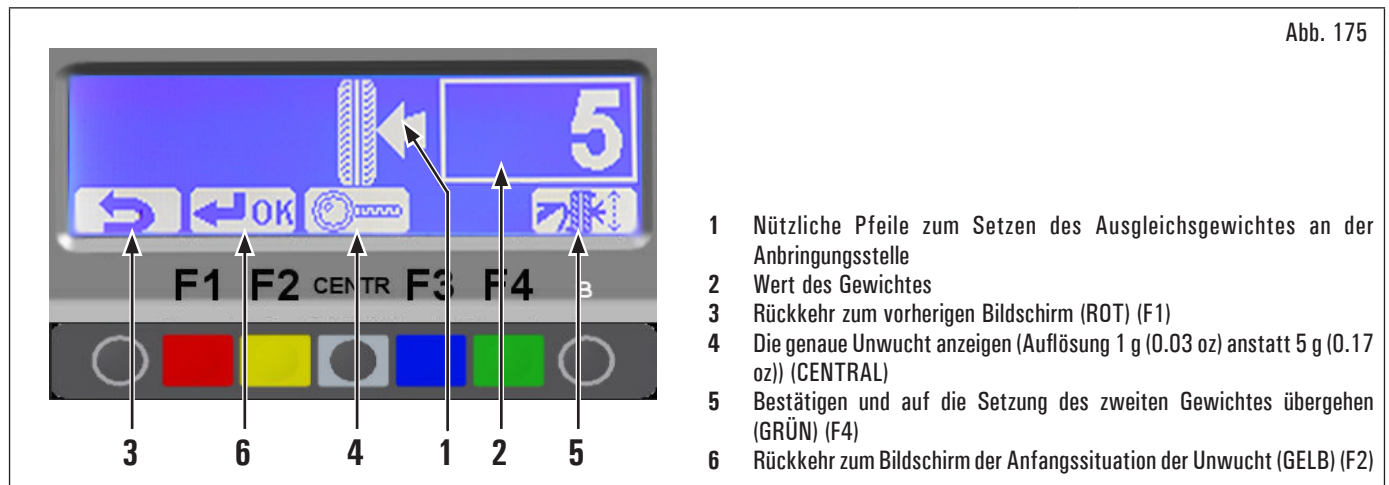 Abb. 175
5
OK
F1 F2 CENTR F3 F4 B
3 6 4 1 2 5
1 Nützliche Pfeile zum Setzen des Ausgleichsgewichtes an der
Anbringungsstelle
2 Wert des Gewichtes
3 Rückkehr zum vorherigen Bildschirm (ROT) (F1)
4 Die genaue Unwucht anzeigen (Auflösung 1 g (0.03 oz) anstatt 5 g (0.17
oz)) (CENTRAL)
5 Bestätigen und auf die Setzung des zweiten Gewichtes übergehen
(GRÜN) (F4)
6 Rückkehr zum Bildschirm der Anfangssituation der Unwucht (GELB) (F2)